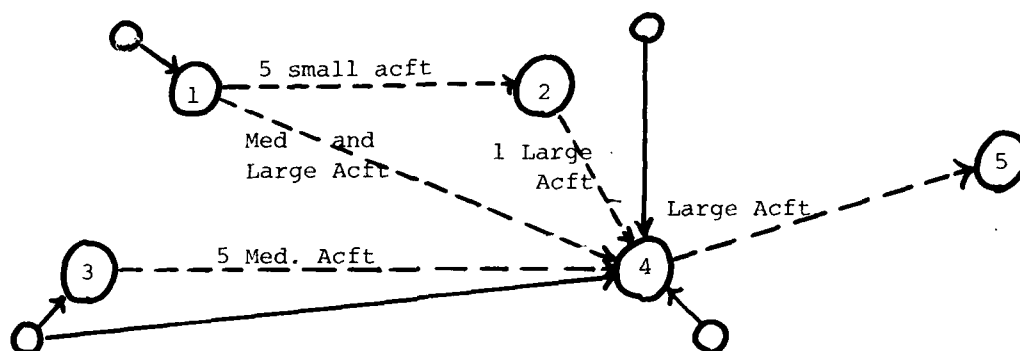 5 small acft
1
2
Med and
Large Acft
1 Large
Acft
5
Large Acft
3
5 Med. Acft
4